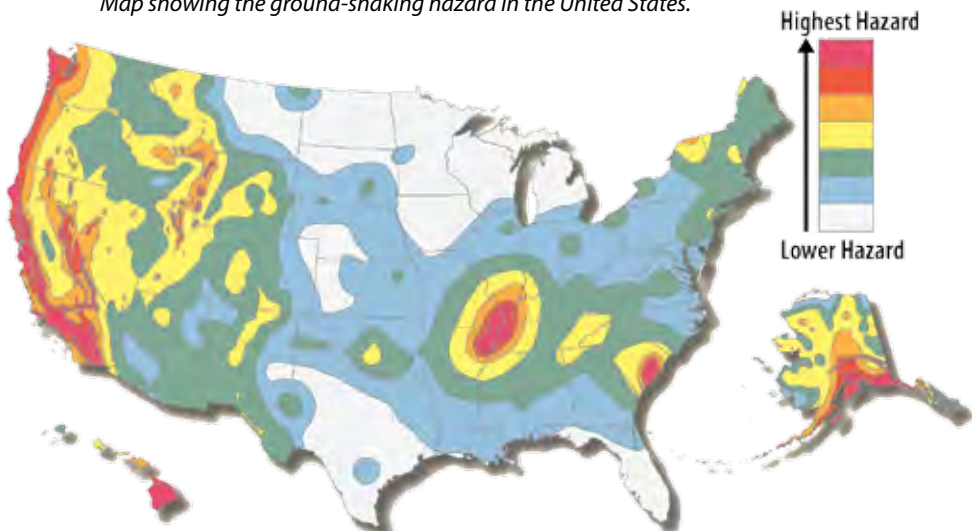 Map showing the ground-shaking hazard in the United States.
Highest Hazard
Lower Hazard